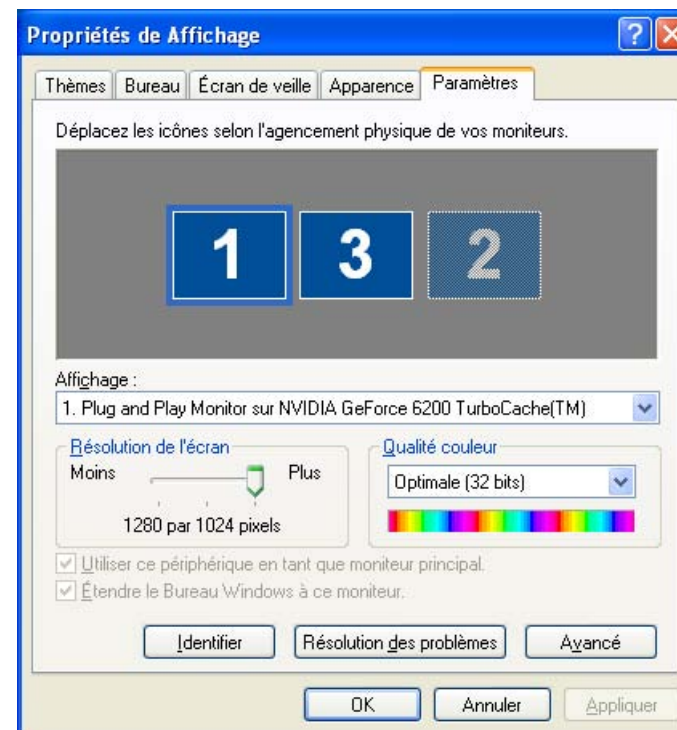 Propriétés de Affichage
Thèmes Bureau Écran de veille Apparence Paramètres
Déplacez les icônes selon l'agencement physique de vos moniteurs.
1 3 2
Affichage :
1. Plug and Play Monitor sur NVIDIA GeForce 6200 TurboCache(TM)
Résolution de l'écran Qualité couleur
Moins Plus Optimale (32 bits)
1280 par 1024 pixels
Utiliser ce périphérique en tant que moniteur principal.
Étendre le Bureau Windows à ce moniteur.
Identifier Résolution des problèmes Avancé
OK Annuler Appliquer